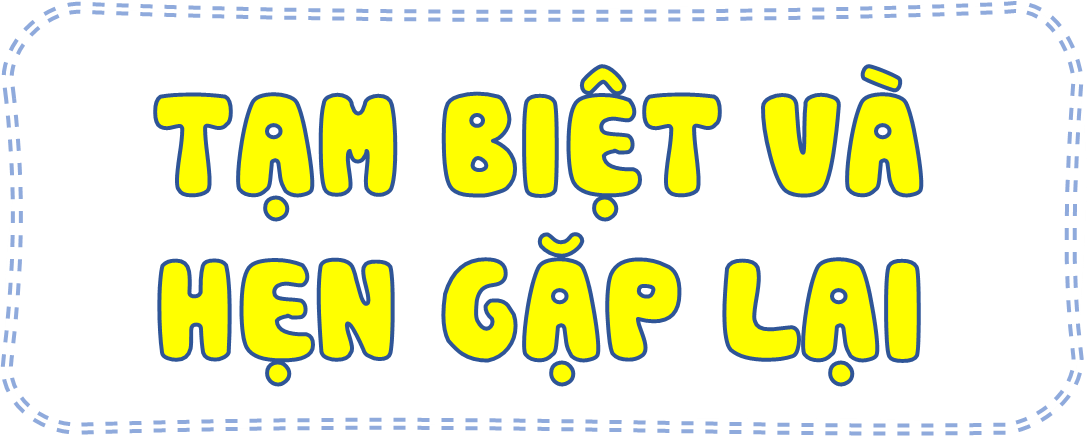 TẠM BIỆT VÀ
HẸN GẶP LẠI